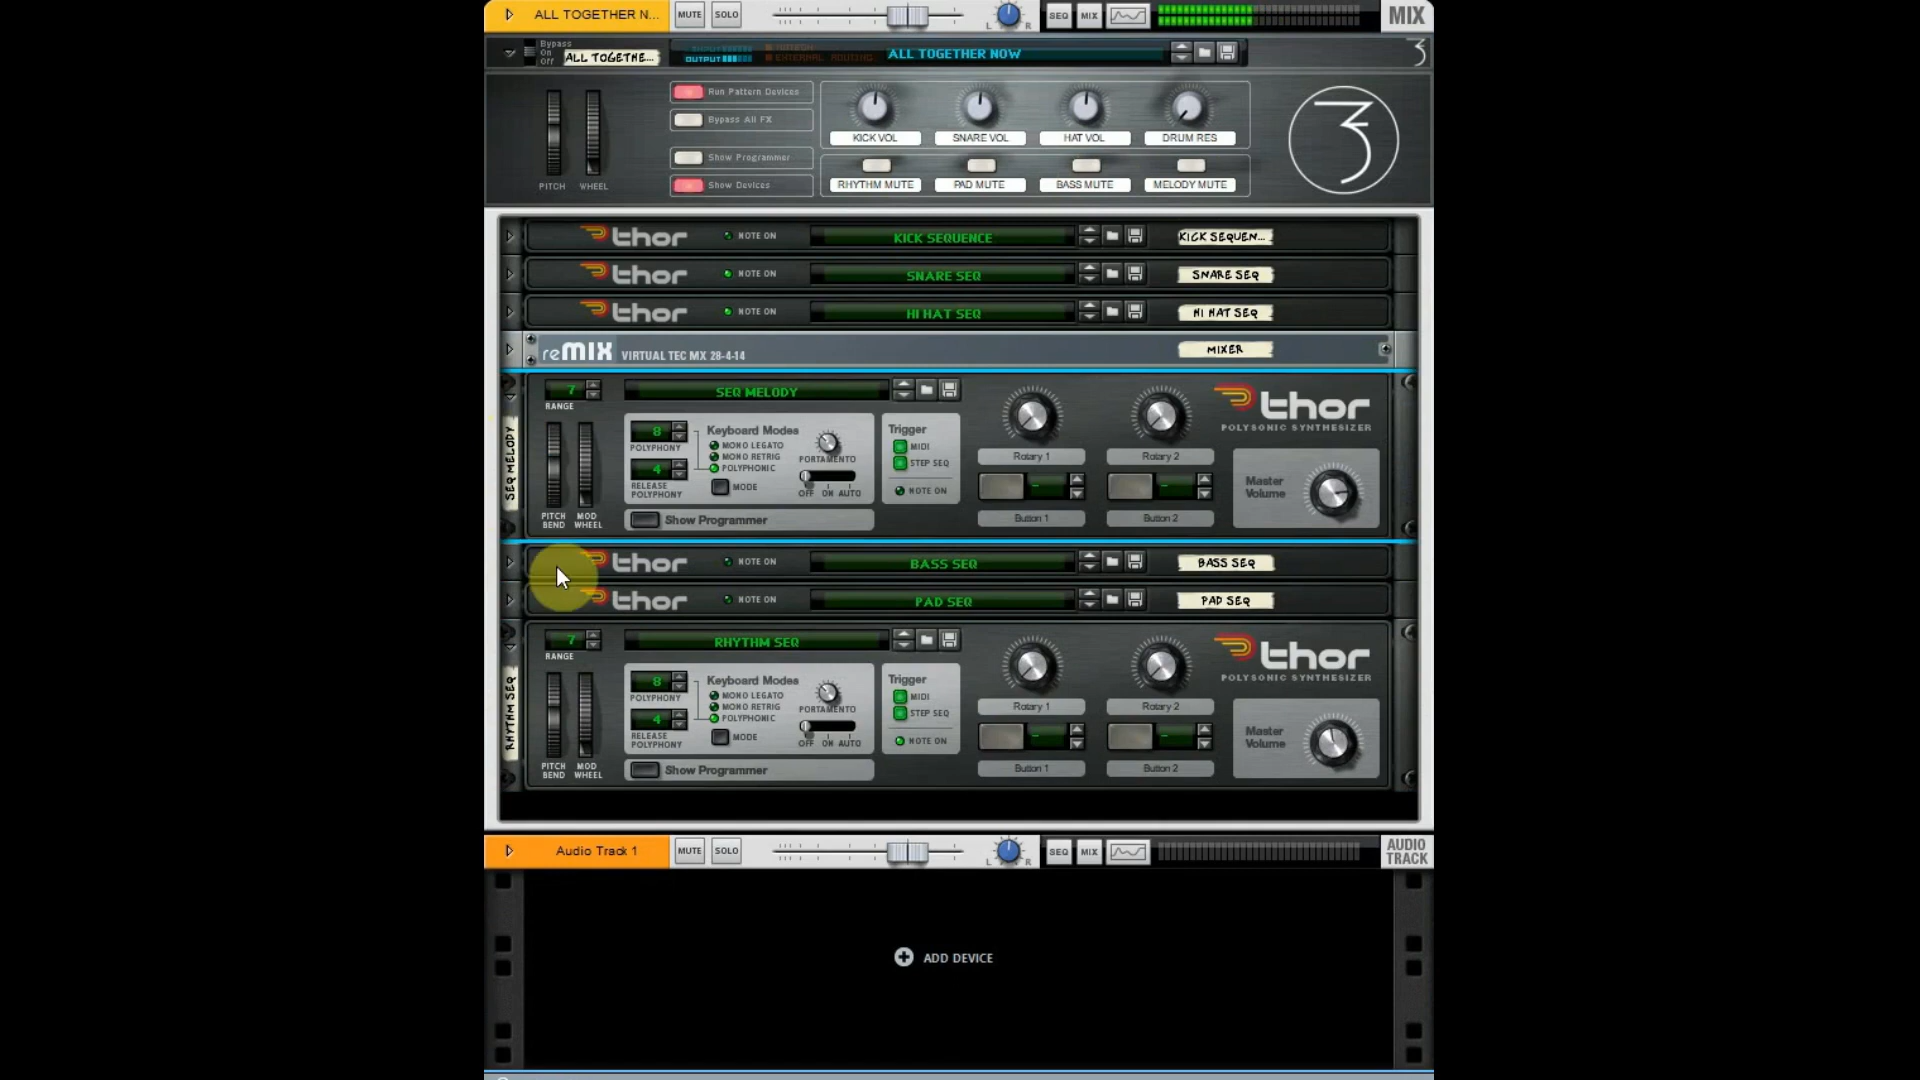 ALL TOGETHER N... MUTE SOLO L R SEQ MIX MIX
Bypass
On
Off
ALL TOGETHE... OUTPUT ALL TOGETHER NOW
EXTERNAL ROUTING
Run Pattern Devices
Bypass All FX
Show Programmer
Show Devices
PITCH WHEEL
KICK VOL SNARE VOL HAT VOL DRUM RES
RHYTHM MUTE PAD MUTE BASS MUTE MELODY MUTE
thor NOTE ON KICK SEQUENCE KICK SEQUEN...
thor NOTE ON SNARE SEQ SNARE SEQ
thor NOTE ON HI HAT SEQ HI HAT SEQ
reMIX VIRTUAL TEC MX 28-4-14 MIXER
SEQ MELODY
7
RANGE
SEQ MELODY
PITCH BEND
MOD WHEEL
8
POLYPHONY
4
RELEASE POLYPHONY
Keyboard Modes
MONO LEGATO
MONO RETRIG
POLYPHONIC
MODE
PORTAMENTO
OFF ON AUTO
Show Programmer
Trigger
MIDI
STEP SEQ
NOTE ON
Rotary 1 Rotary 2
Button 1 Button 2
thor
POLYSONIC SYNTHESIZER
Master
Volume
thor NOTE ON BASS SEQ BASS SEQ
thor NOTE ON PAD SEQ PAD SEQ
RHYTHM SEQ
7
RANGE
RHYTHM SEQ
PITCH BEND
MOD WHEEL
8
POLYPHONY
4
RELEASE POLYPHONY
Keyboard Modes
MONO LEGATO
MONO RETRIG
POLYPHONIC
MODE
PORTAMENTO
OFF ON AUTO
Show Programmer
Trigger
MIDI
STEP SEQ
NOTE ON
Rotary 1 Rotary 2
Button 1 Button 2
thor
POLYSONIC SYNTHESIZER
Master
Volume
Audio Track 1 MUTE SOLO L R SEQ MIX AUDIO
TRACK
ADD DEVICE